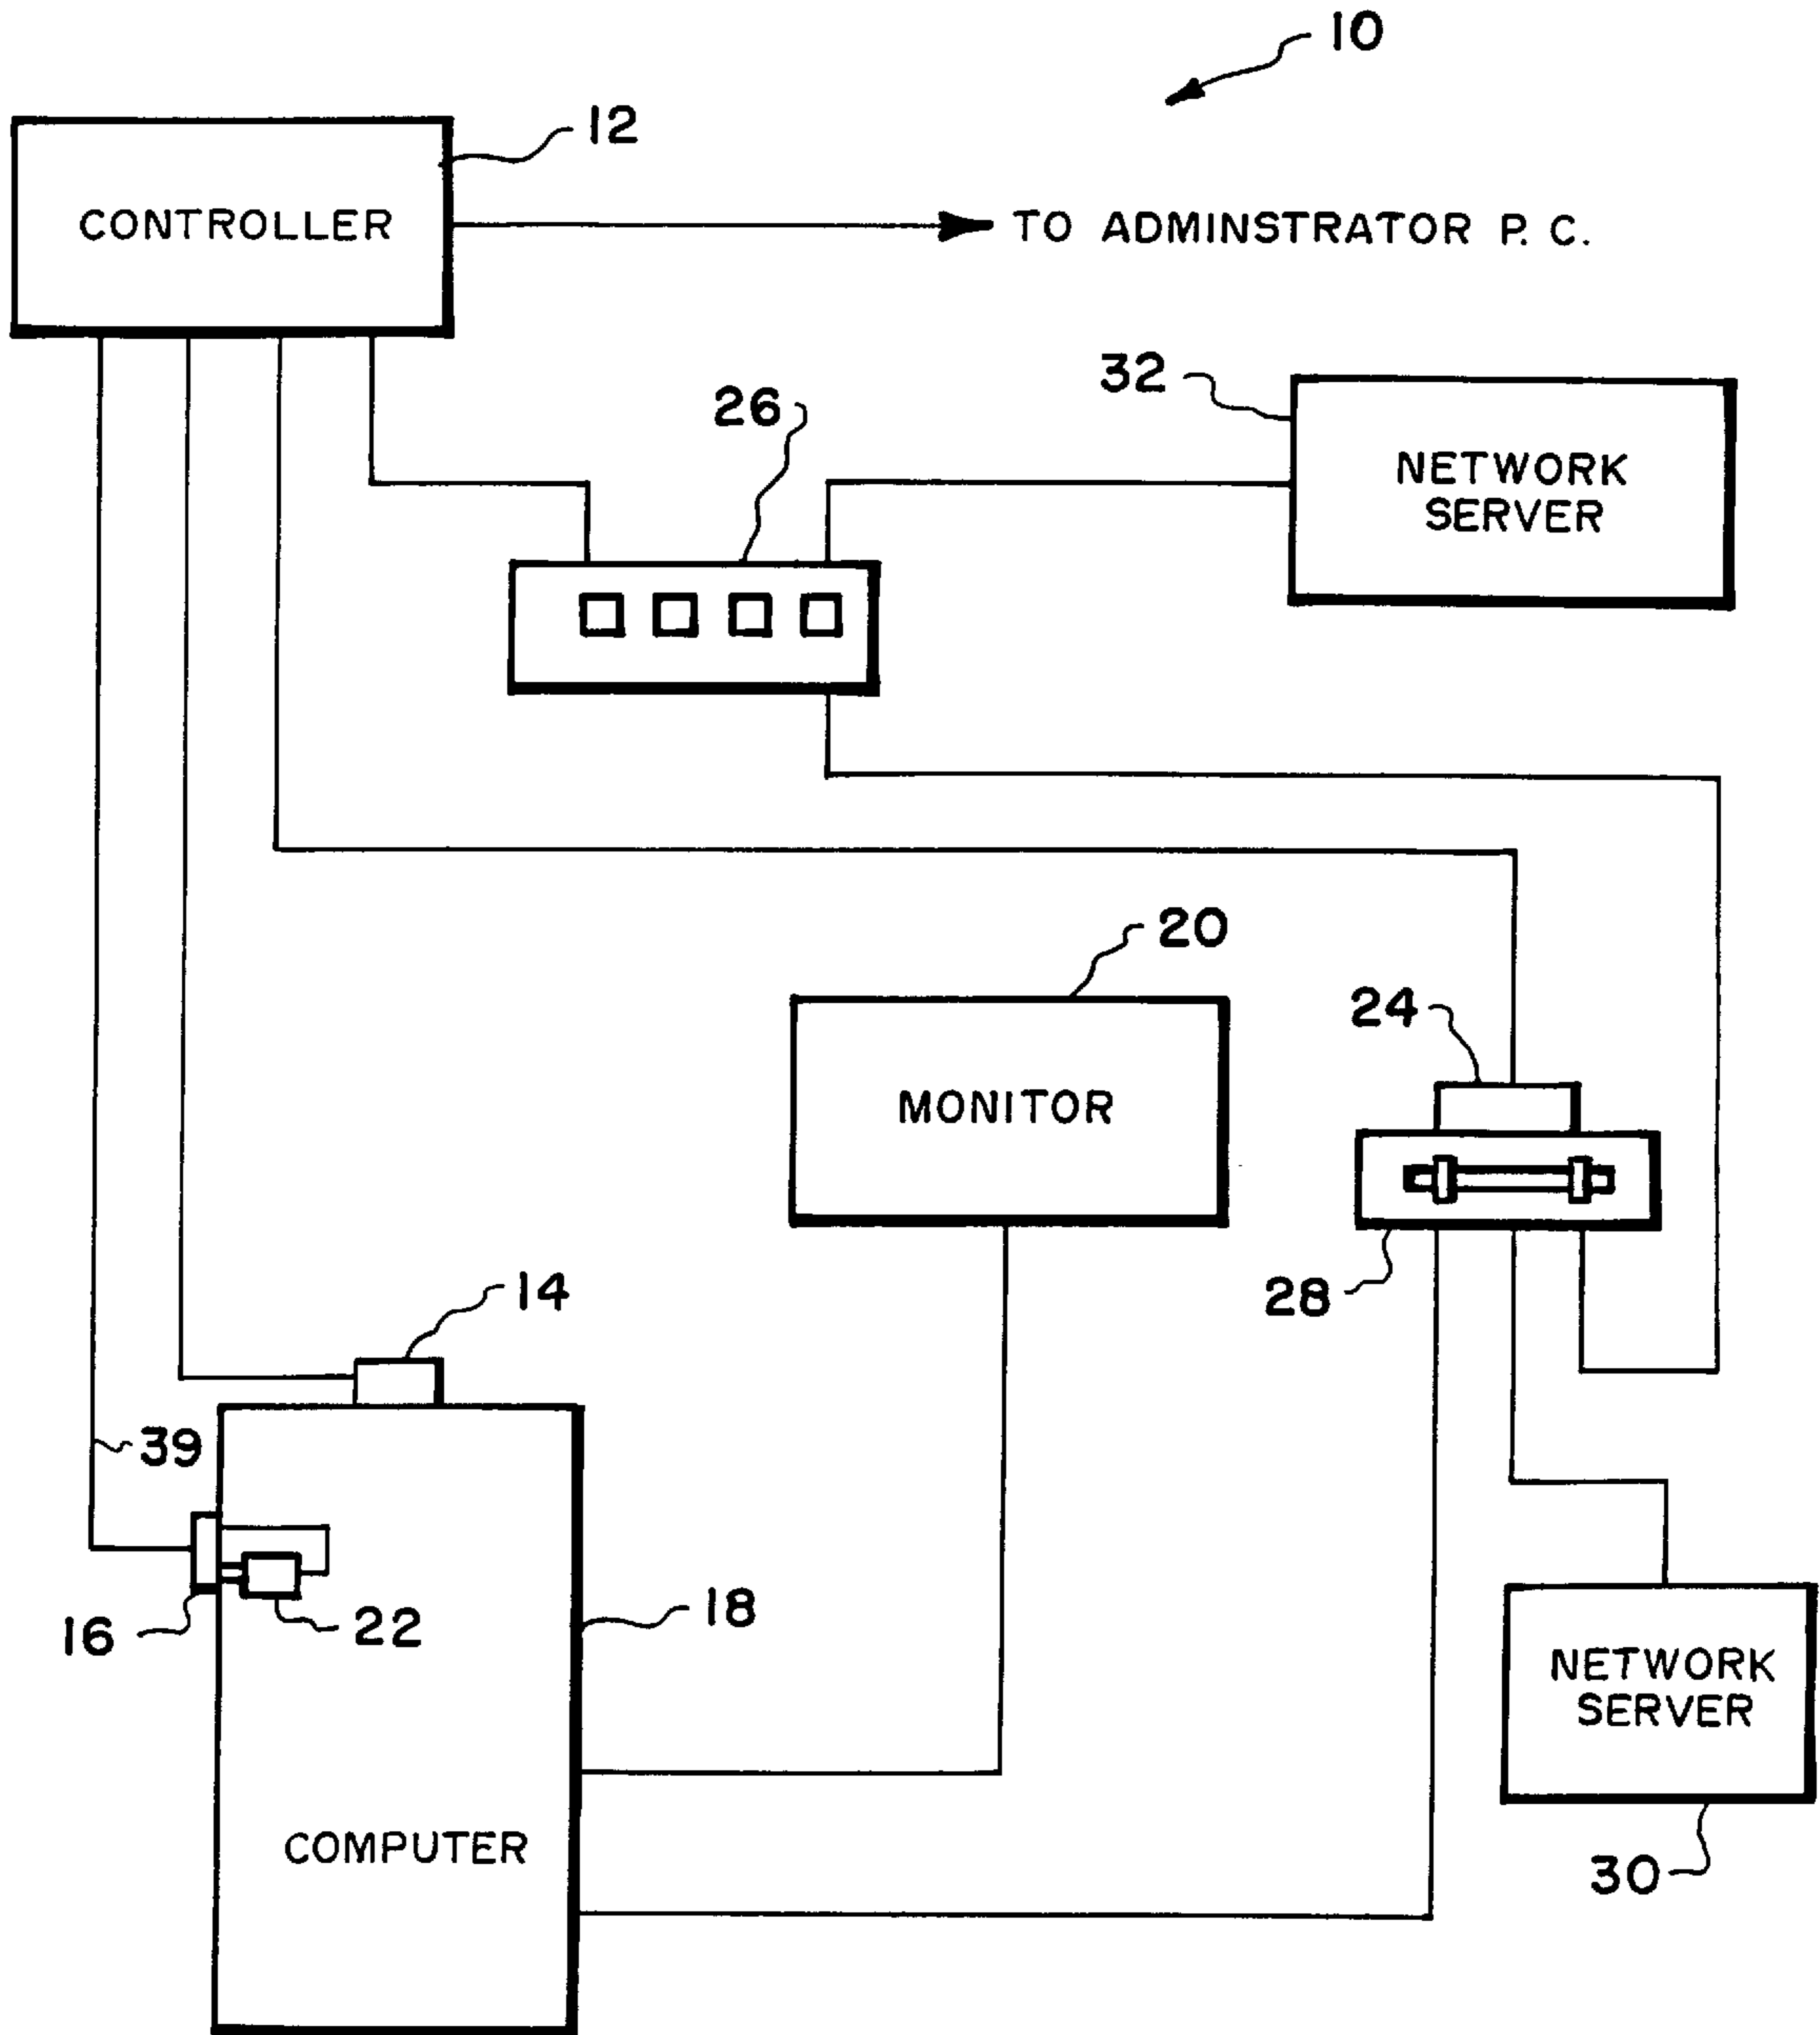 10
12
CONTROLLER
TO ADMINSTRATOR P. C.
32
26
NETWORK
SERVER
20
24
MONITOR
28
14
39
18
16
22
NETWORK
SERVER
COMPUTER
30